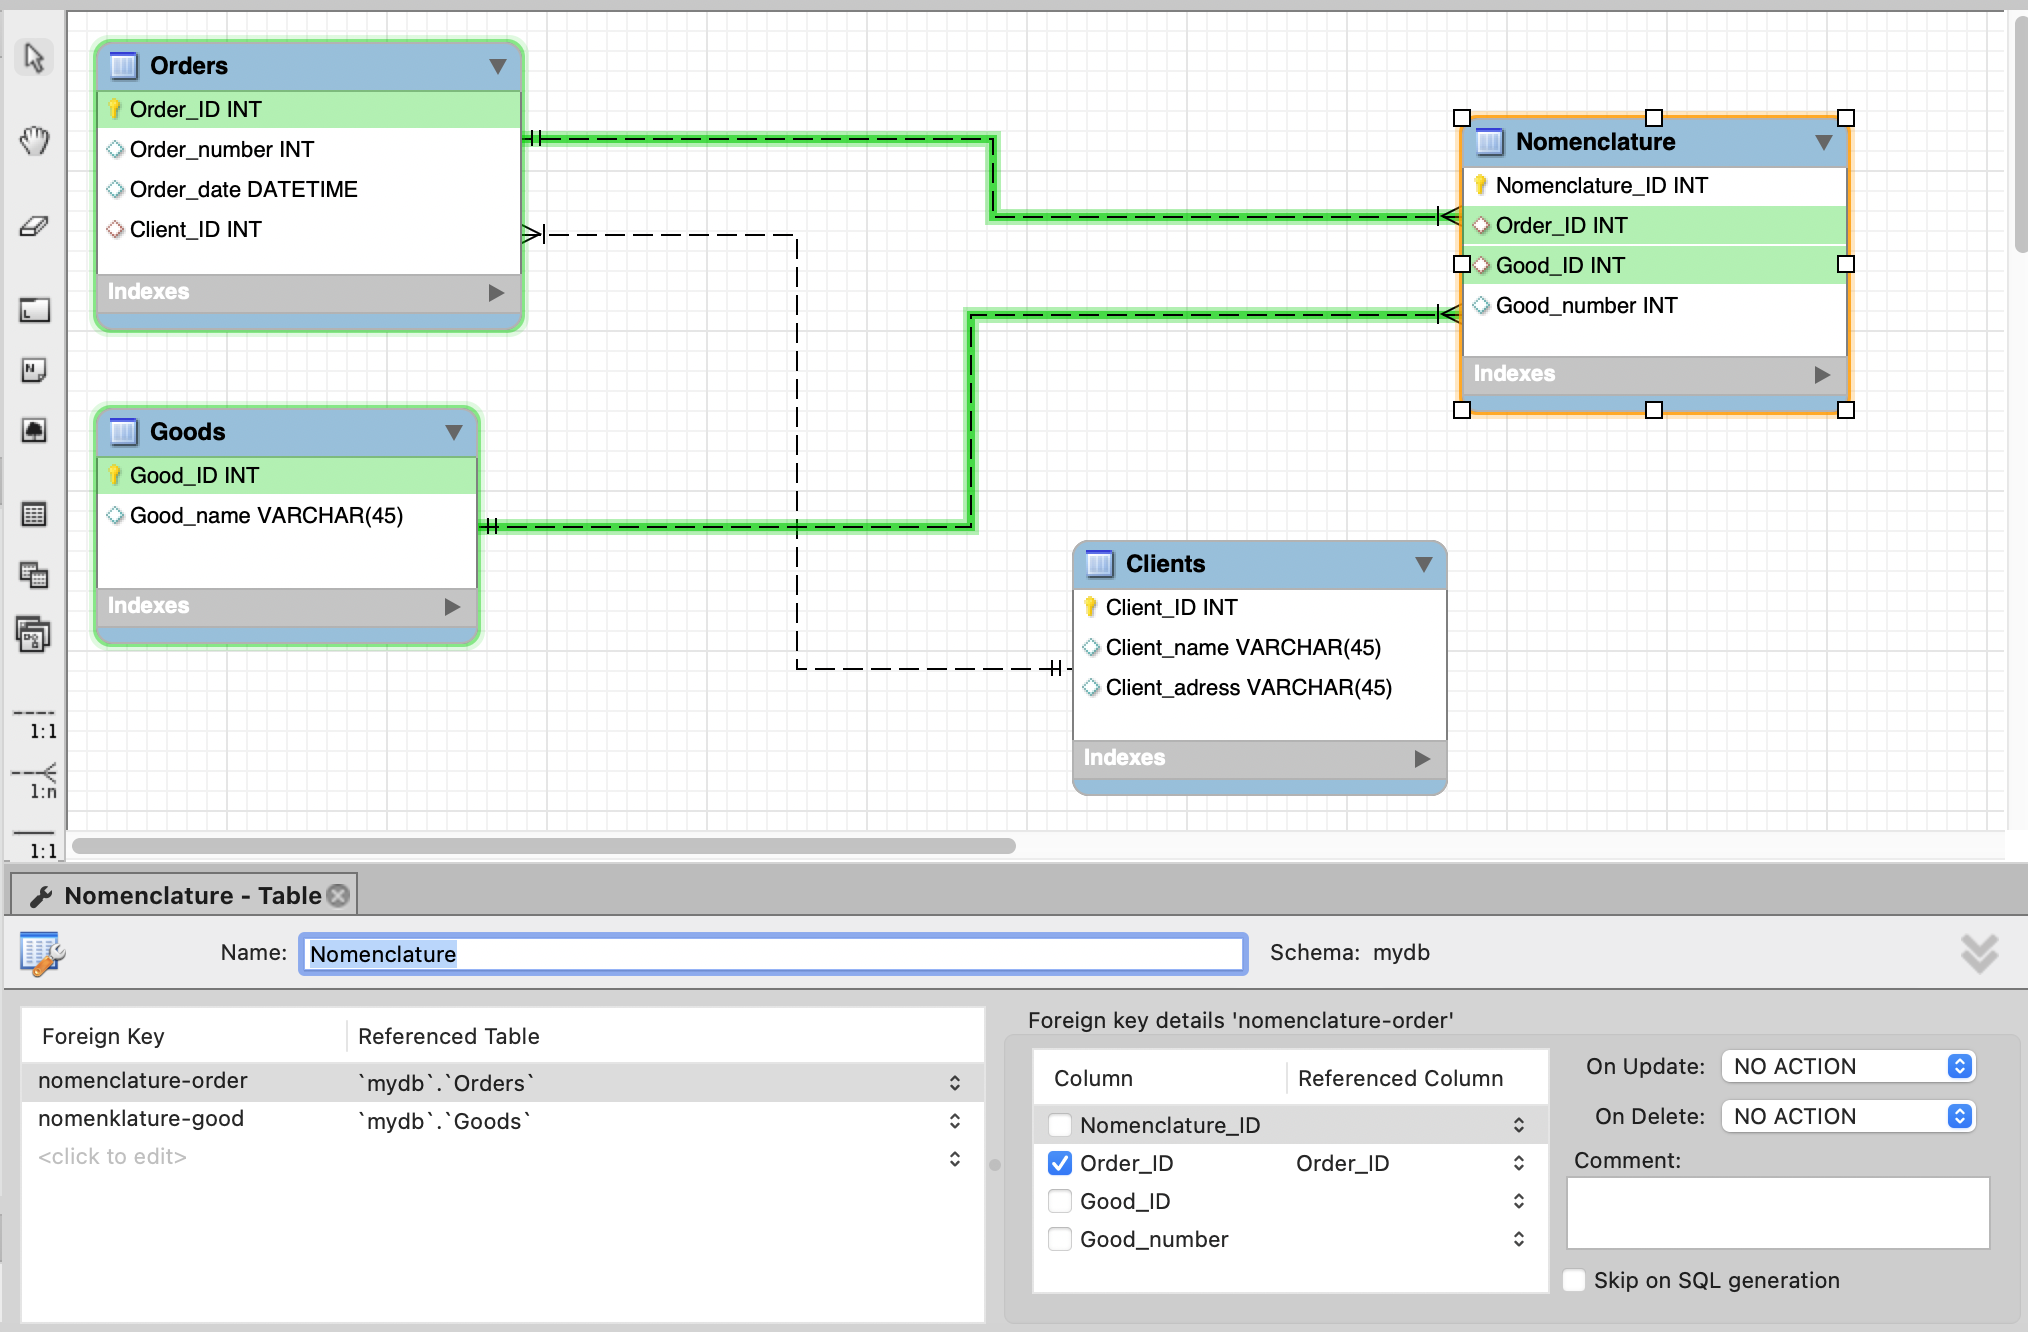 Orders
Order_ID INT
Order_number INT
Order_date DATETIME
Client_ID INT
Indexes
Nomenclature
Nomenclature_ID INT
Order_ID INT
Good_ID INT
Good_number INT
Indexes
Goods
Good_ID INT
Good_name VARCHAR(45)
Indexes
Clients
Client_ID INT
Client_name VARCHAR(45)
Client_adress VARCHAR(45)
Indexes
L
N
1:1
1:n
1:1
Nomenclature - Table
Name: Nomenclature Schema: mydb
Foreign Key Referenced Table
nomenclature-order `mydb`.`Orders`
nomenklature-good `mydb`.`Goods`
<click to edit>
Foreign key details 'nomenclature-order'
Column Referenced Column
Nomenclature_ID
Order_ID Order_ID
Good_ID
Good_number
On Update: NO ACTION
On Delete: NO ACTION
Comment:
Skip on SQL generation